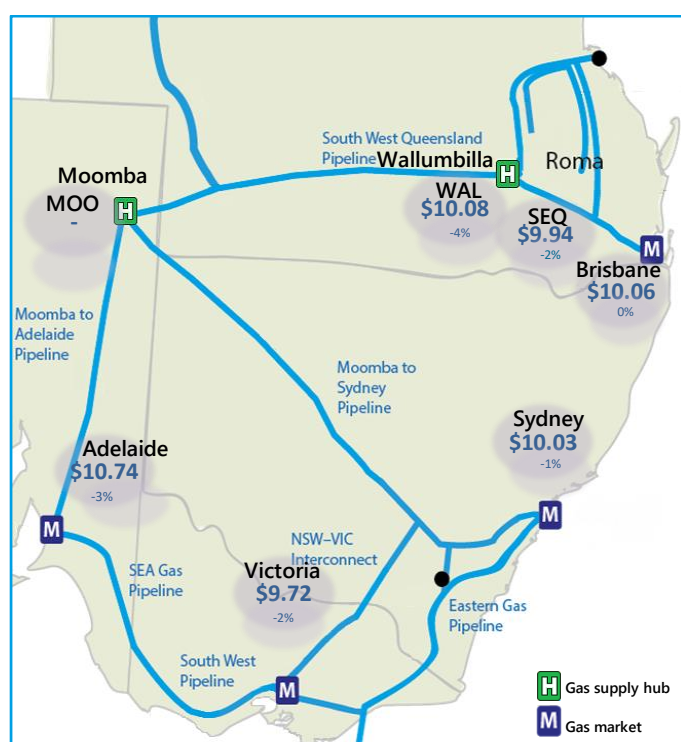 South West Queensland
Pipeline
Wallumbilla
H
Roma
Moomba
MOO
-
H
WAL
$10.08
-4%
SEQ
$9.94
-2%
M
Brisbane
$10.06
0%
Moomba to
Adelaide
Pipeline
Moomba to
Sydney
Pipeline
Sydney
$10.03
-1%
Adelaide
$10.74
-3%
M
M
NSW–VIC
Interconnect
SEA Gas
Pipeline
Victoria
$9.72
-2%
Eastern Gas
Pipeline
South West
Pipeline
M
H Gas supply hub
M Gas market